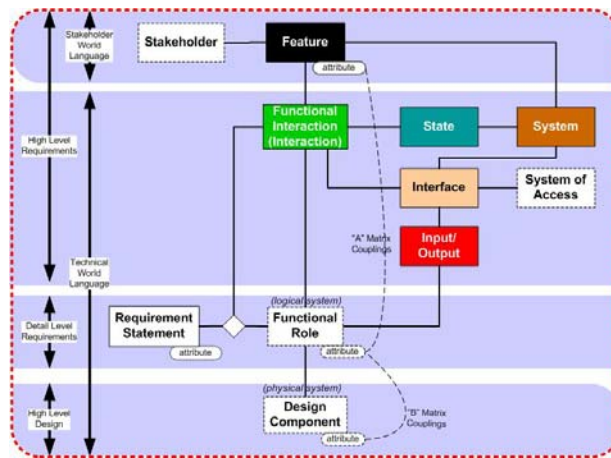 Stakeholder
World
Language
Stakeholder
Feature
attribute
High Level
Requirements
Functional
Interaction
(Interaction)
State
System
Interface
System of
Access
"A" Matrix
Couplings
Input/
Output
Technical
World
Language
(logical system)
Detail Level
Requirements
Requirement
Statement
attribute
Functional
Role
attribute
(physical system)
High Level
Design
Design
Component
attribute
"B" Matrix
Couplings